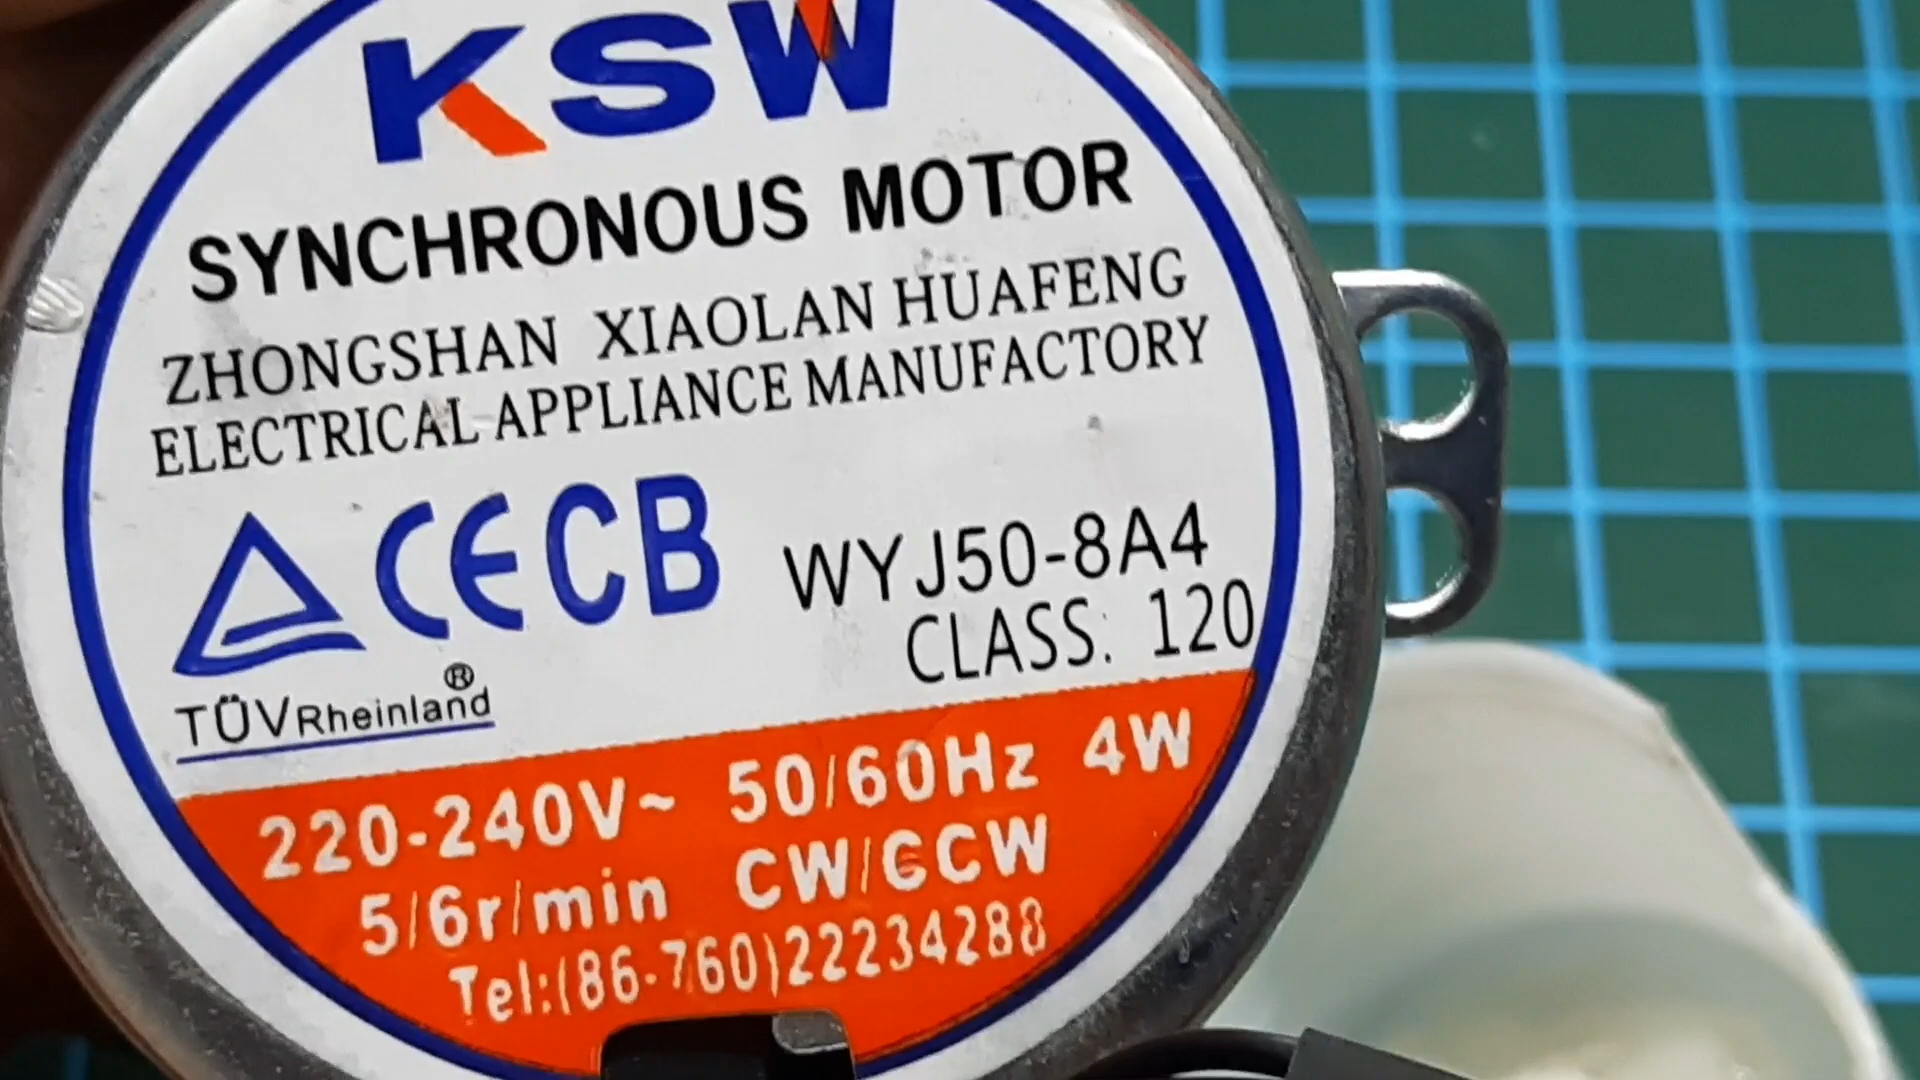 KSW
SYNCHRONOUS MOTOR
ZHONGSHAN XIAOLAN HUAFENG
ELECTRICAL APPLIANCE MANUFACTORY
CE CB WYJ50-8A4
CLASS. 120
TÜVRheinland®
220-240V~ 50/60Hz 4W
5/6r/min CW/CCW
Tel:(86-760)22234288